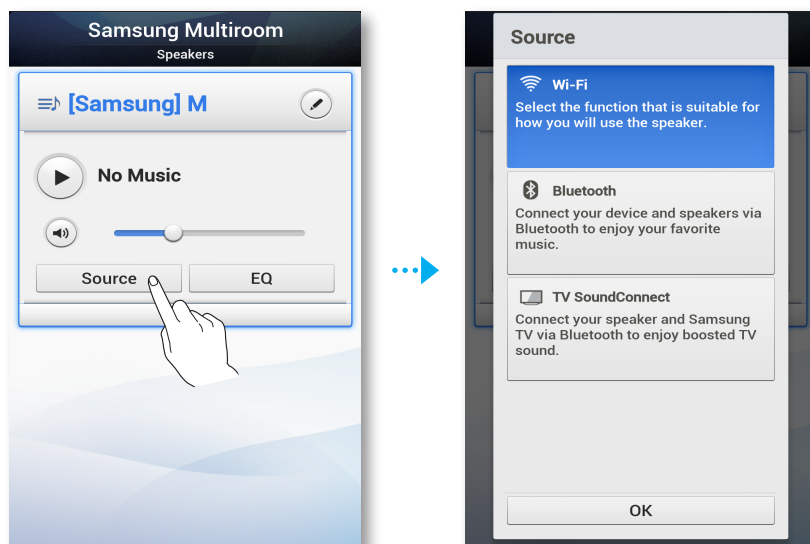 Samsung Multiroom
Speakers
[Samsung] M
No Music
Source
EQ
Source
Wi-Fi
Select the function that is suitable for
how you will use the speaker.
Bluetooth
Connect your device and speakers via
Bluetooth to enjoy your favorite
music.
TV SoundConnect
Connect your speaker and Samsung
TV via Bluetooth to enjoy boosted TV
sound.
OK